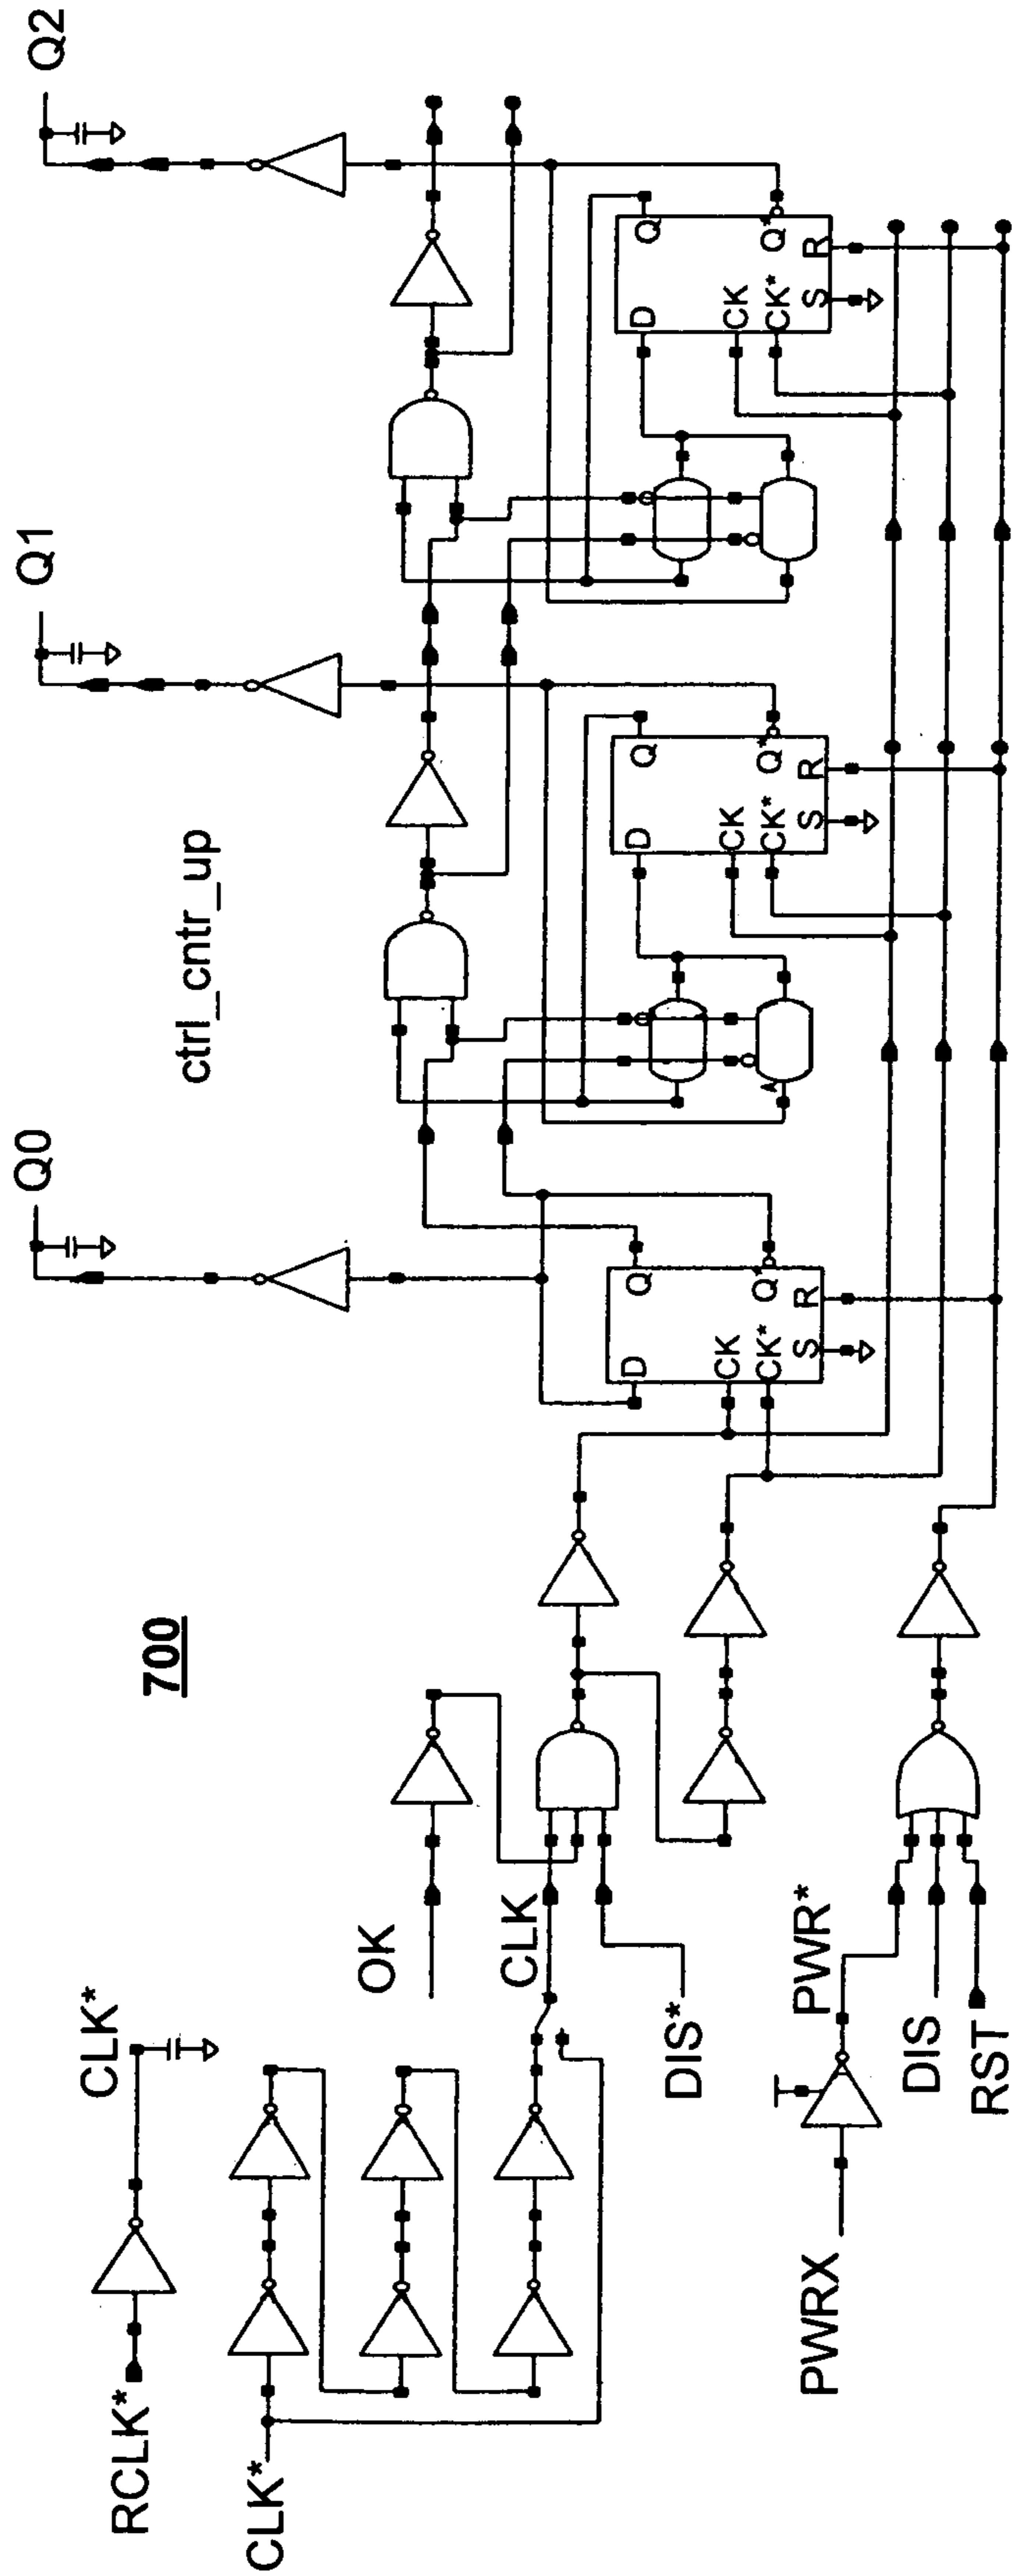 Q0
Q1
Q2
ctrl_cntr_up
700
RCLK*
CLK*
CLK*
OK
CLK
DIS*
PWRX
PWR*
DIS
RST
D
Q
CK
CK*
Q*
S
R
D
Q
CK
CK*
Q*
S
R
D
Q
CK
CK*
Q*
S
R